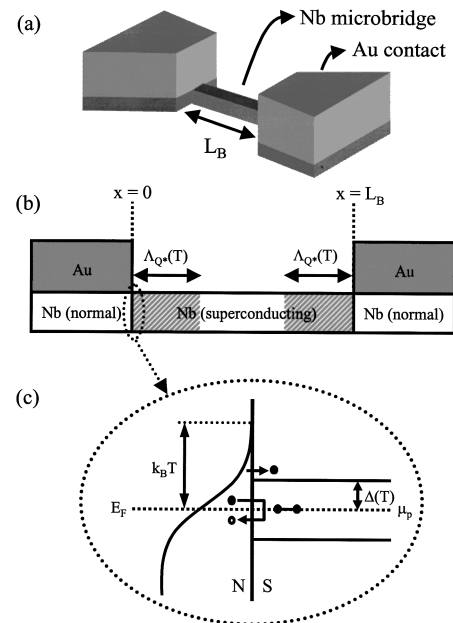 (a)
Nb microbridge
Au contact
L_B
x = 0
x = L_B
(b)
Λ_Q*(T)
Λ_Q*(T)
Au
Au
Nb (normal)
Nb (superconducting)
Nb (normal)
(c)
k_BT
Δ(T)
E_F
μ_p
N
S